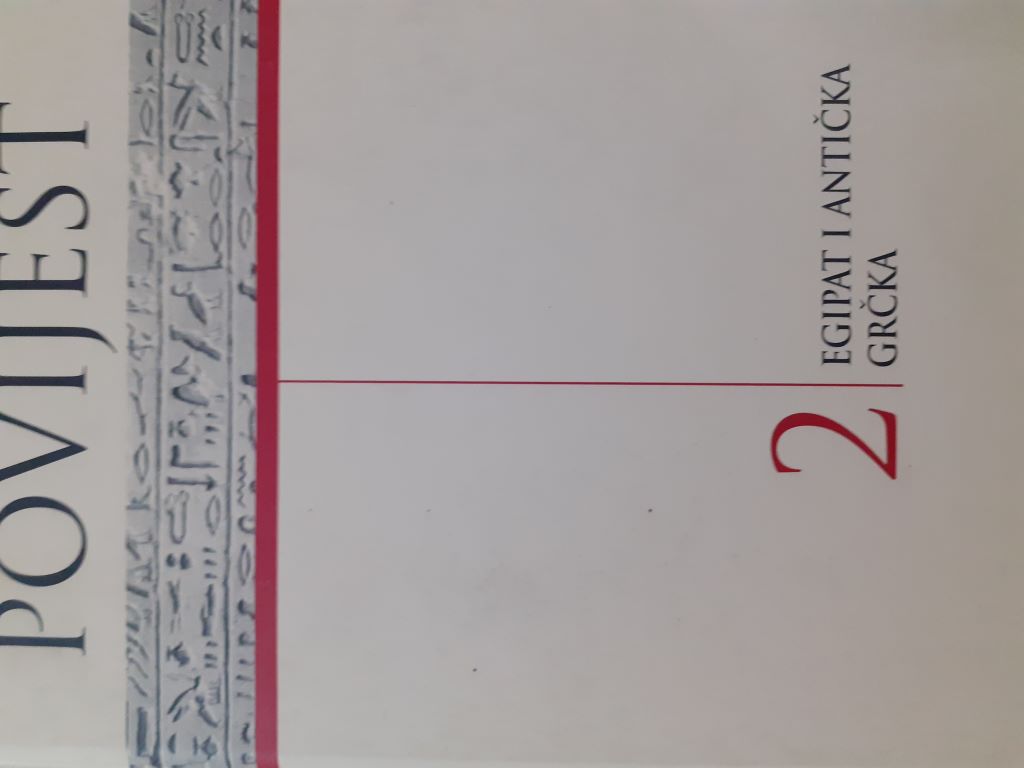 POVIJEST
2
EGIPAT I ANTIČKA
GRČKA